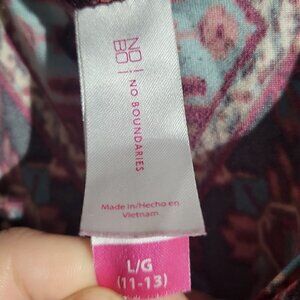 NO
BO
NO BOUNDARIES
Made in/Hecho en
Vietnam
L/G
(11-13)